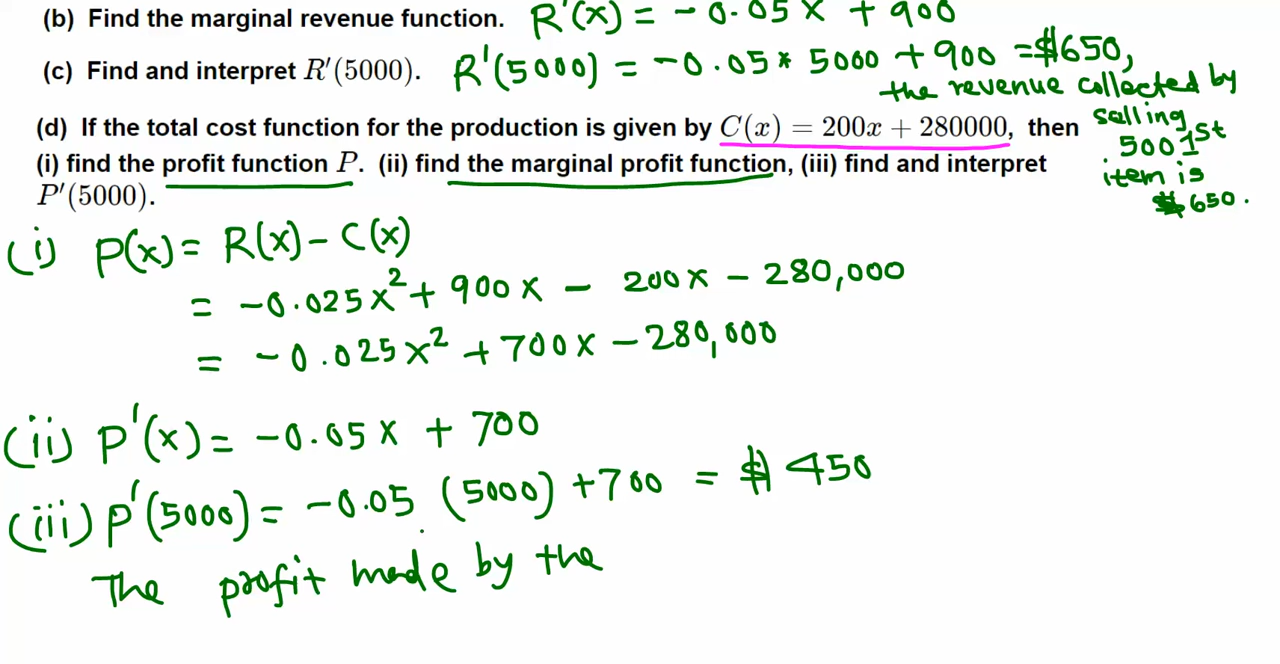 (b) Find the marginal revenue function. R'(x) = -0.05x + 900
(c) Find and interpret R′(5000). R'(5000) = -0.05 * 5000 + 900 = $650,
the revenue collected by
selling
5001st
item is
$650.
(d) If the total cost function for the production is given by C(x) = 200x + 280000, then
(i) find the profit function P. (ii) find the marginal profit function, (iii) find and interpret
P′(5000).
(i) P(x) = R(x) - C(x)
= -0.025x² + 900x - 200x - 280,000
= -0.025x² + 700x - 280,000
(ii) P'(x) = -0.05x + 700
(iii) P'(5000) = -0.05 (5000) + 700 = $ 450
The profit made by the